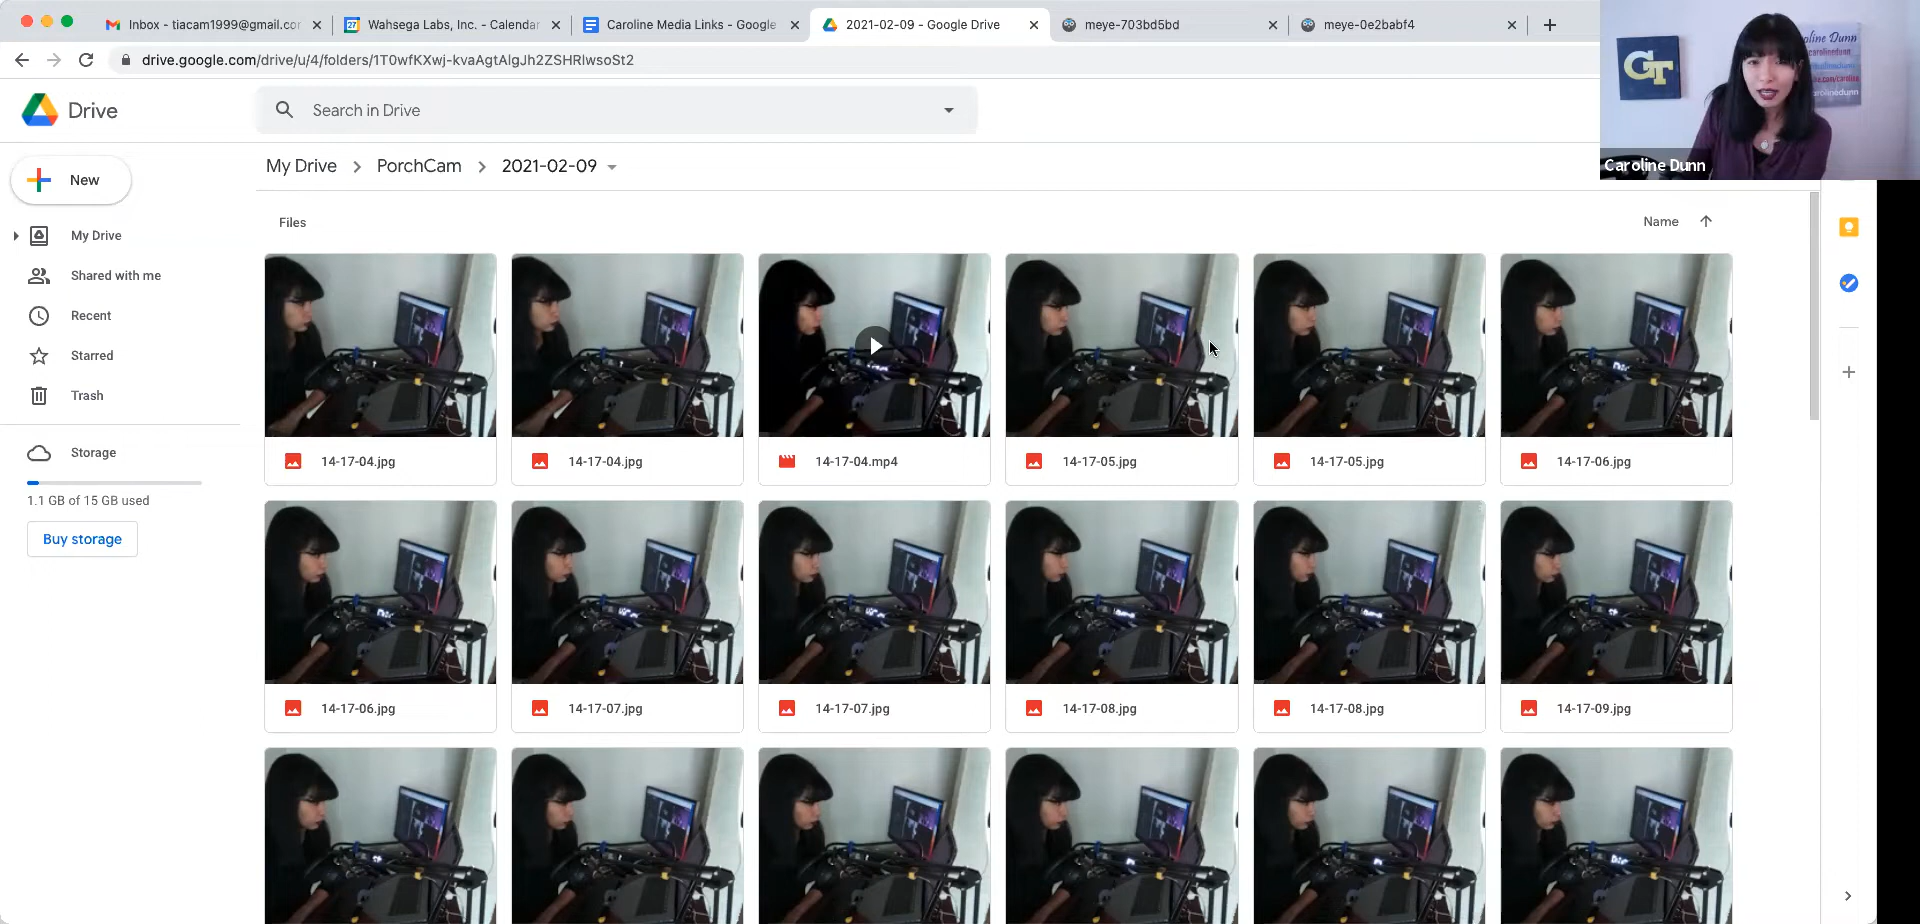 Inbox - tiacam1999@gmail.cor
Wahsega Labs, Inc. - Calendar
Caroline Media Links - Google
2021-02-09 - Google Drive
meye-703bd5bd
meye-0e2babf4
drive.google.com/drive/u/4/folders/1T0wfKXwj-kvaAgtAlgJh2ZSHRlwsoSt2
GT
oline Dunn
carolinedunn
Caroline Dunn
Drive
Search in Drive
My Drive > PorchCam > 2021-02-09
New
My Drive
Shared with me
Recent
Starred
Trash
Storage
1.1 GB of 15 GB used
Buy storage
Files
Name
14-17-04.jpg
14-17-04.jpg
14-17-04.mp4
14-17-05.jpg
14-17-05.jpg
14-17-06.jpg
14-17-06.jpg
14-17-07.jpg
14-17-07.jpg
14-17-08.jpg
14-17-08.jpg
14-17-09.jpg